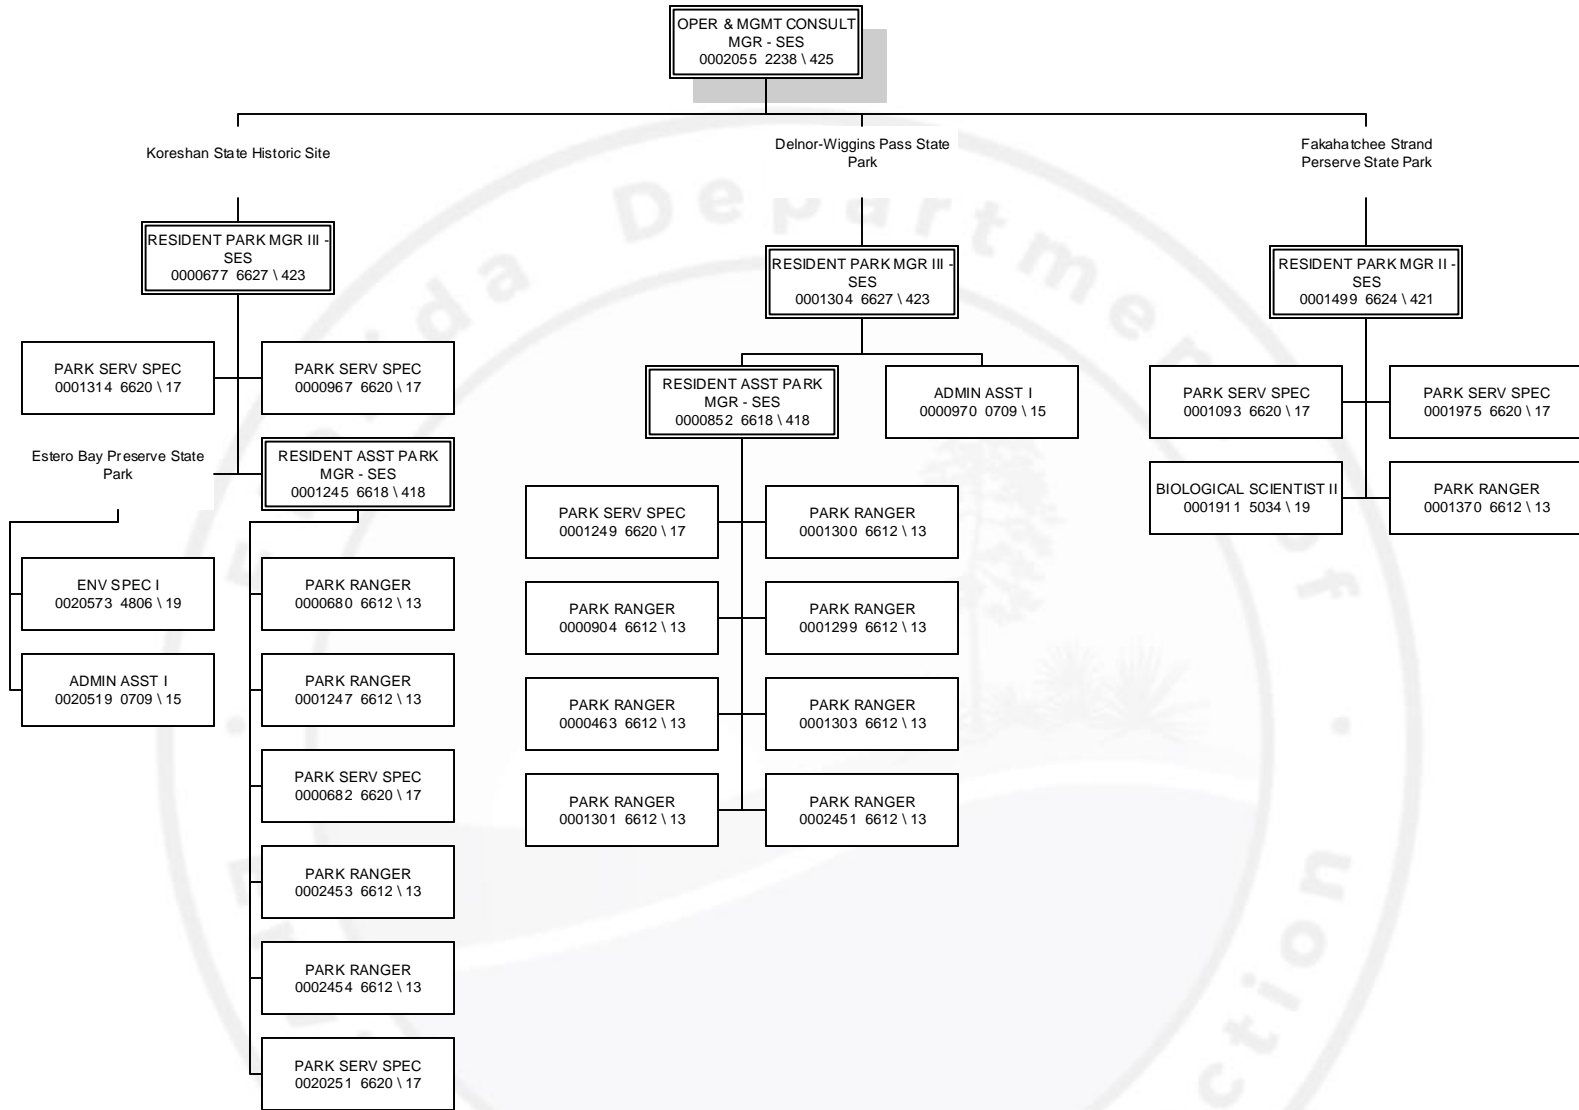 OPER & MGMT CONSULT
MGR - SES
0002055 2238 \ 425
Koreshan State Historic Site
Delnor-Wiggins Pass State
Park
Fakahatchee Strand
Perserve State Park
RESIDENT PARK MGR III -
SES
0000677 6627 \ 423
RESIDENT PARK MGR III -
SES
0001304 6627 \ 423
RESIDENT PARK MGR II -
SES
0001499 6624 \ 421
PARK SERV SPEC
0001314 6620 \ 17
PARK SERV SPEC
0000967 6620 \ 17
RESIDENT ASST PARK
MGR - SES
0000852 6618 \ 418
ADMIN ASST I
0000970 0709 \ 15
PARK SERV SPEC
0001093 6620 \ 17
PARK SERV SPEC
0001975 6620 \ 17
Estero Bay Preserve State
Park
RESIDENT ASST PARK
MGR - SES
0001245 6618 \ 418
BIOLOGICAL SCIENTIST II
0001911 5034 \ 19
PARK RANGER
0001370 6612 \ 13
PARK SERV SPEC
0001249 6620 \ 17
PARK RANGER
0001300 6612 \ 13
ENV SPEC I
0020573 4806 \ 19
PARK RANGER
0000680 6612 \ 13
PARK RANGER
0000904 6612 \ 13
PARK RANGER
0001299 6612 \ 13
ADMIN ASST I
0020519 0709 \ 15
PARK RANGER
0001247 6612 \ 13
PARK RANGER
0000463 6612 \ 13
PARK RANGER
0001303 6612 \ 13
PARK SERV SPEC
0000682 6620 \ 17
PARK RANGER
0001301 6612 \ 13
PARK RANGER
0002451 6612 \ 13
PARK RANGER
0002453 6612 \ 13
PARK RANGER
0002454 6612 \ 13
PARK SERV SPEC
0020251 6620 \ 17
Department of